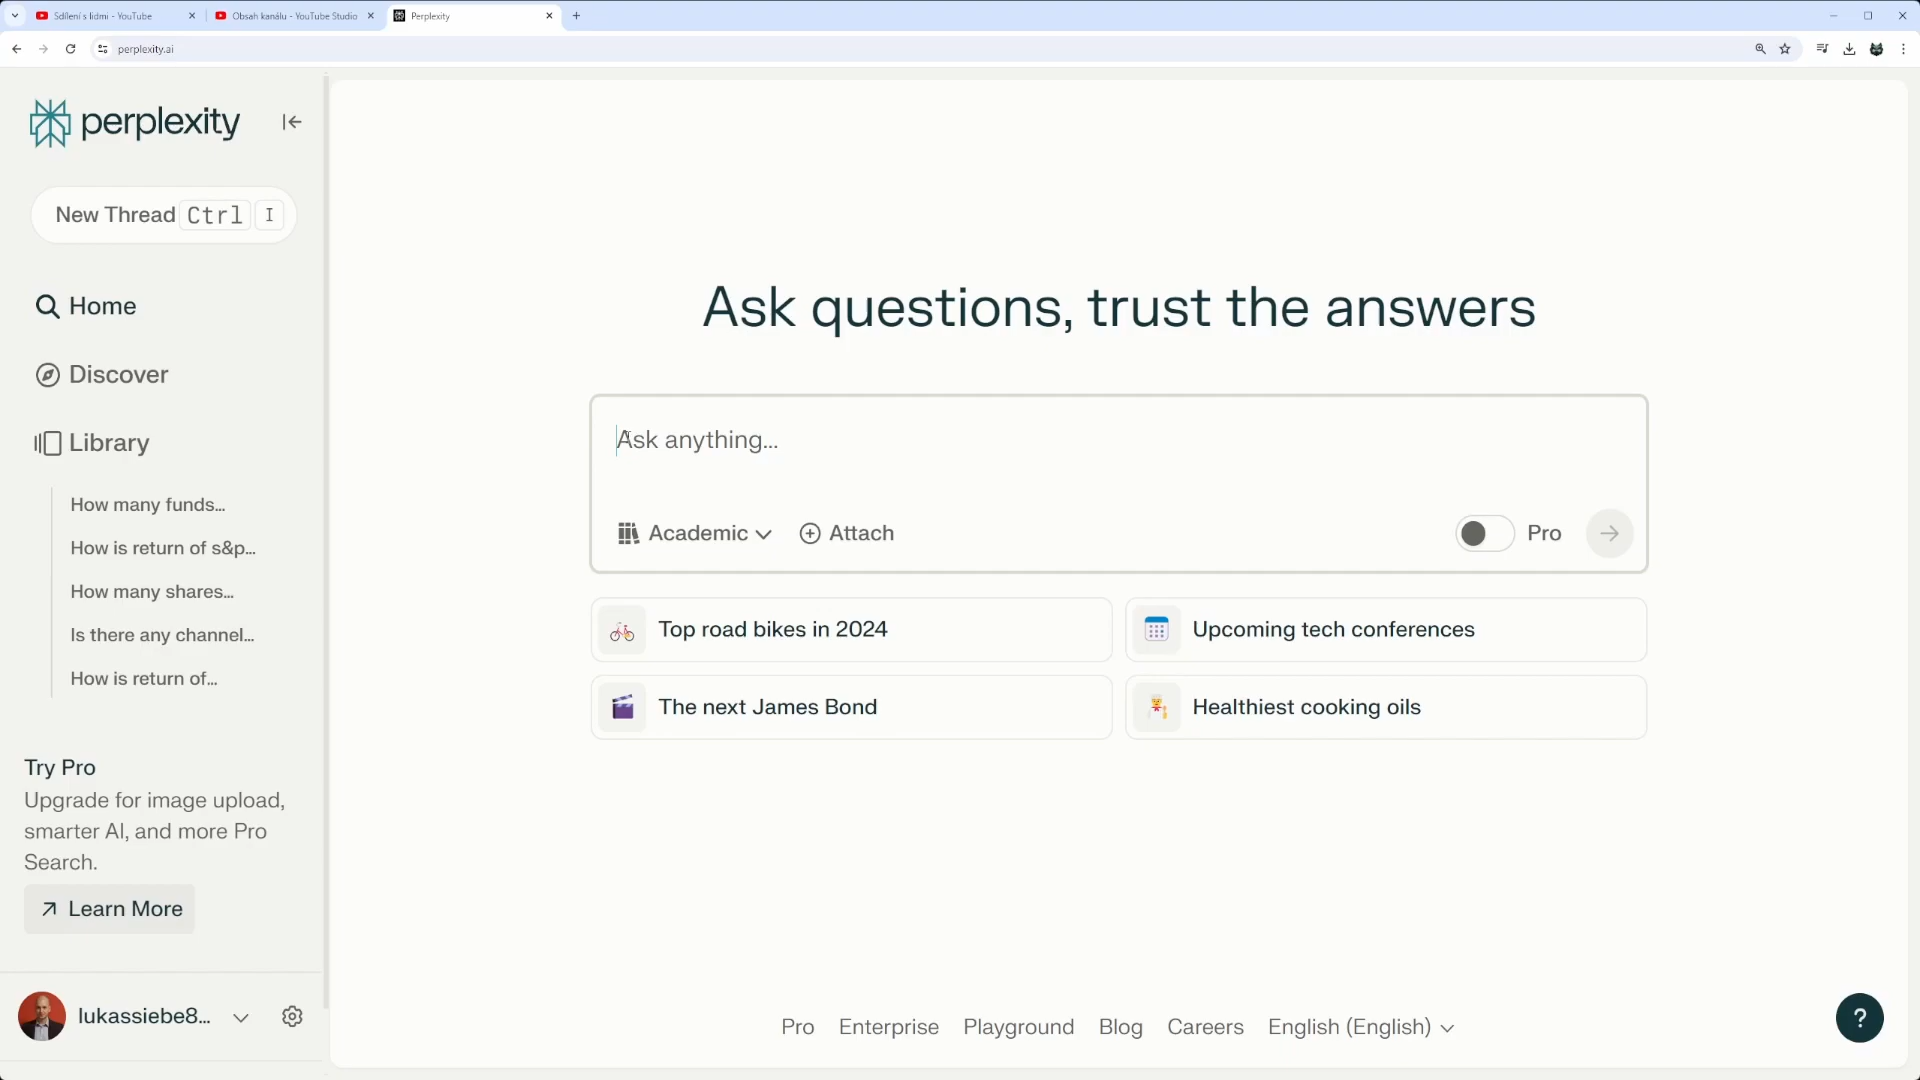 Sdílení s lidmi - YouTube
Obsah kanálu - YouTube Studio
Perplexity
perplexity.ai
perplexity
New Thread Ctrl I
Home
Discover
Library
How many funds...
How is return of s&p...
How many shares...
Is there any channel...
How is return of...
Try Pro
Upgrade for image upload,
smarter AI, and more Pro
Search.
Learn More
lukassiebe8...
Ask questions, trust the answers
Ask anything...
Academic
Attach
Pro
Top road bikes in 2024
Upcoming tech conferences
The next James Bond
Healthiest cooking oils
Pro
Enterprise
Playground
Blog
Careers
English (English)
?